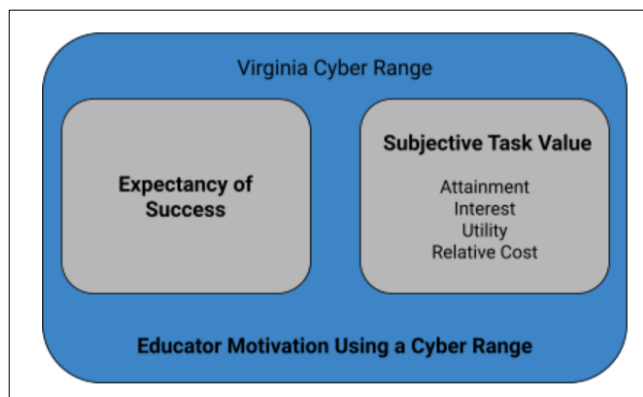 Virginia Cyber Range
Expectancy of
Success
Subjective Task Value
Attainment
Interest
Utility
Relative Cost
Educator Motivation Using a Cyber Range